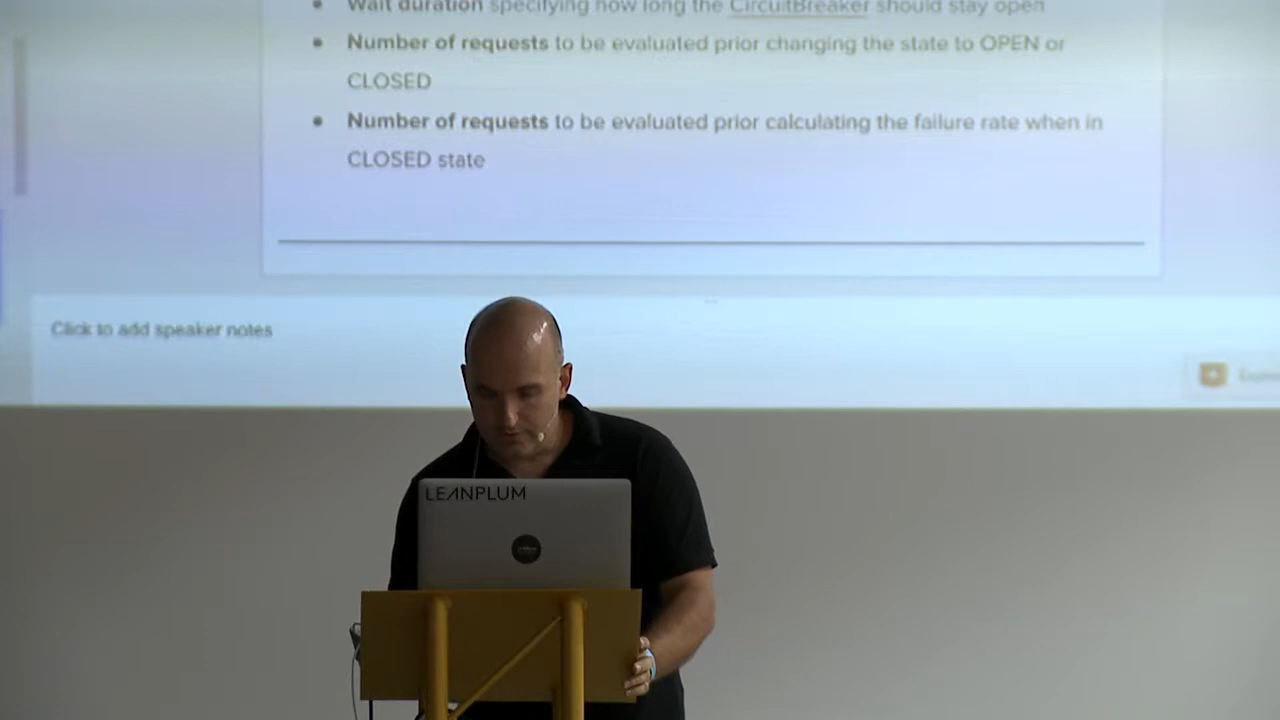 Wait duration specifying how long the CircuitBreaker should stay open
Number of requests to be evaluated prior changing the state to OPEN or
CLOSED
Number of requests to be evaluated prior calculating the failure rate when in
CLOSED state
Click to add speaker notes
LEANPLUM